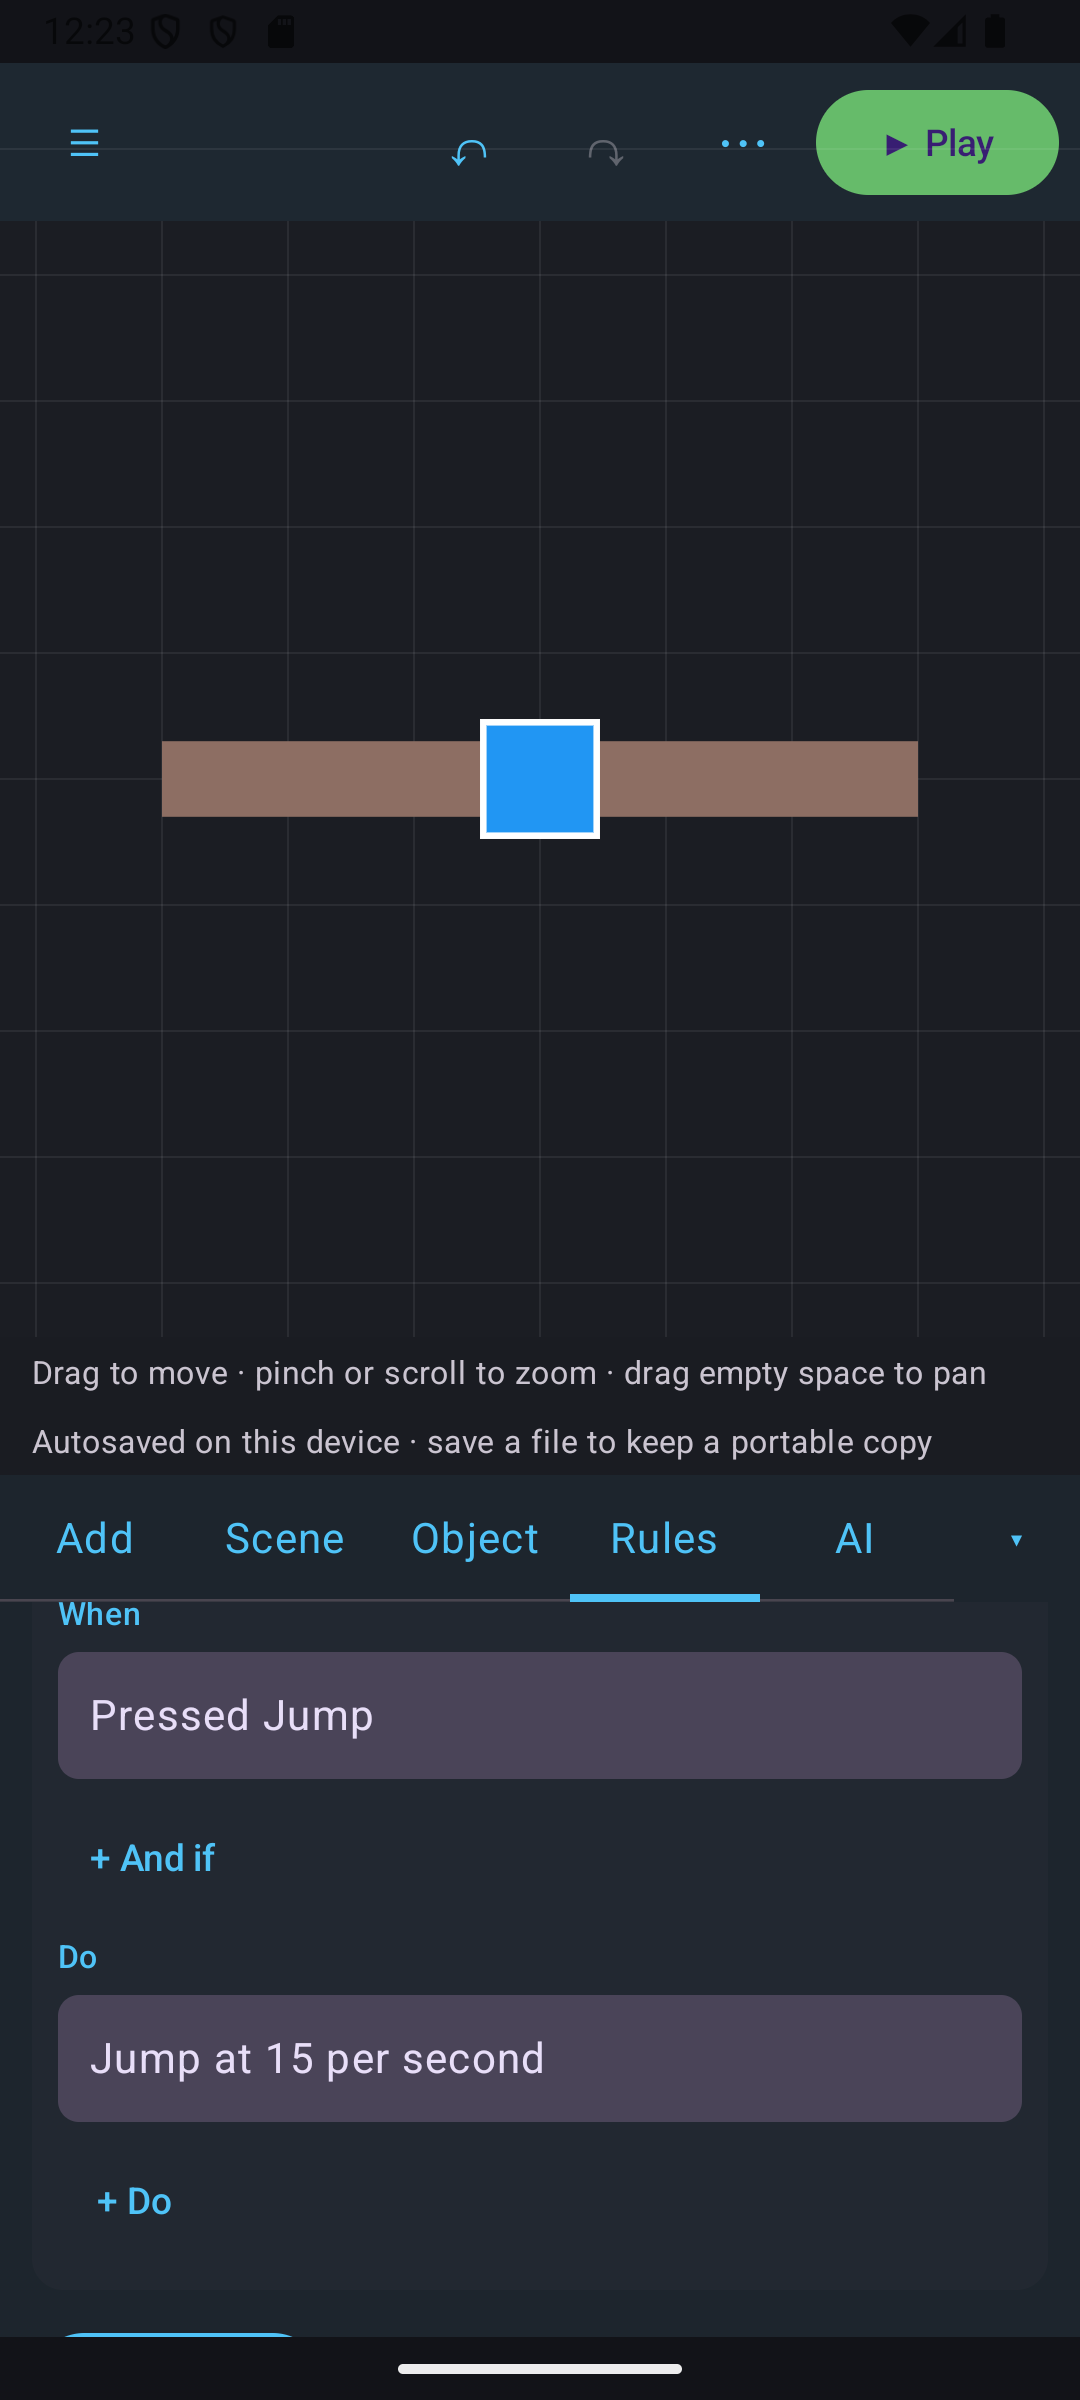 12:23
Play
Drag to move · pinch or scroll to zoom · drag empty space to pan
Autosaved on this device · save a file to keep a portable copy
Add Scene Object Rules AI
When
Pressed Jump
+ And if
Do
Jump at 15 per second
+ Do